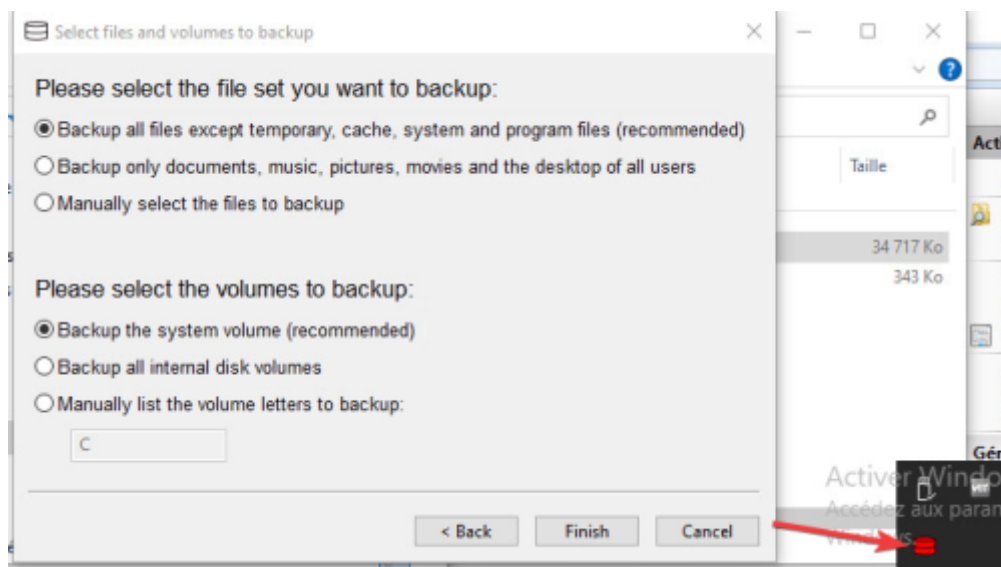 Select files and volumes to backup
Please select the file set you want to backup:
Backup all files except temporary, cache, system and program files (recommended)
Backup only documents, music, pictures, movies and the desktop of all users
Manually select the files to backup
Please select the volumes to backup:
Backup the system volume (recommended)
Backup all internal disk volumes
Manually list the volume letters to backup:
C
< Back
Finish
Cancel
Taille
34 717 Ko
343 Ko
Acti
Gér
Activer Windo
Accédez aux param
Windows.